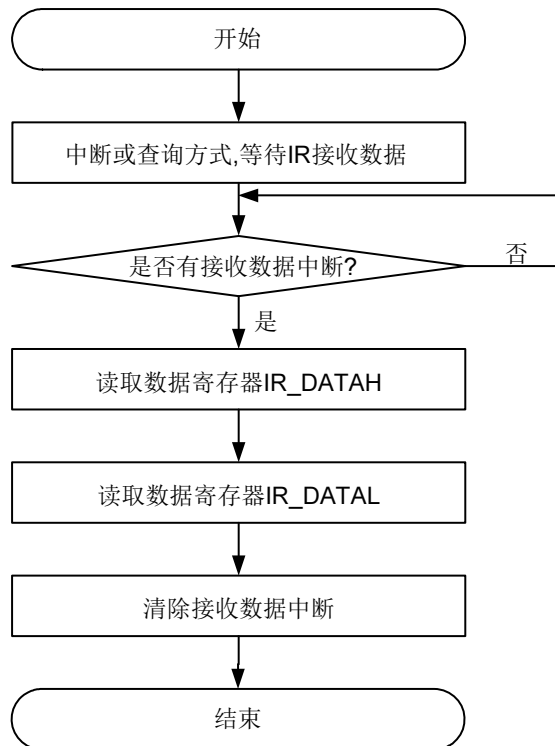 开始
中断或查询方式,等待IR接收数据
是否有接收数据中断?
否
是
读取数据寄存器IR_DATAH
读取数据寄存器IR_DATAL
清除接收数据中断
结束